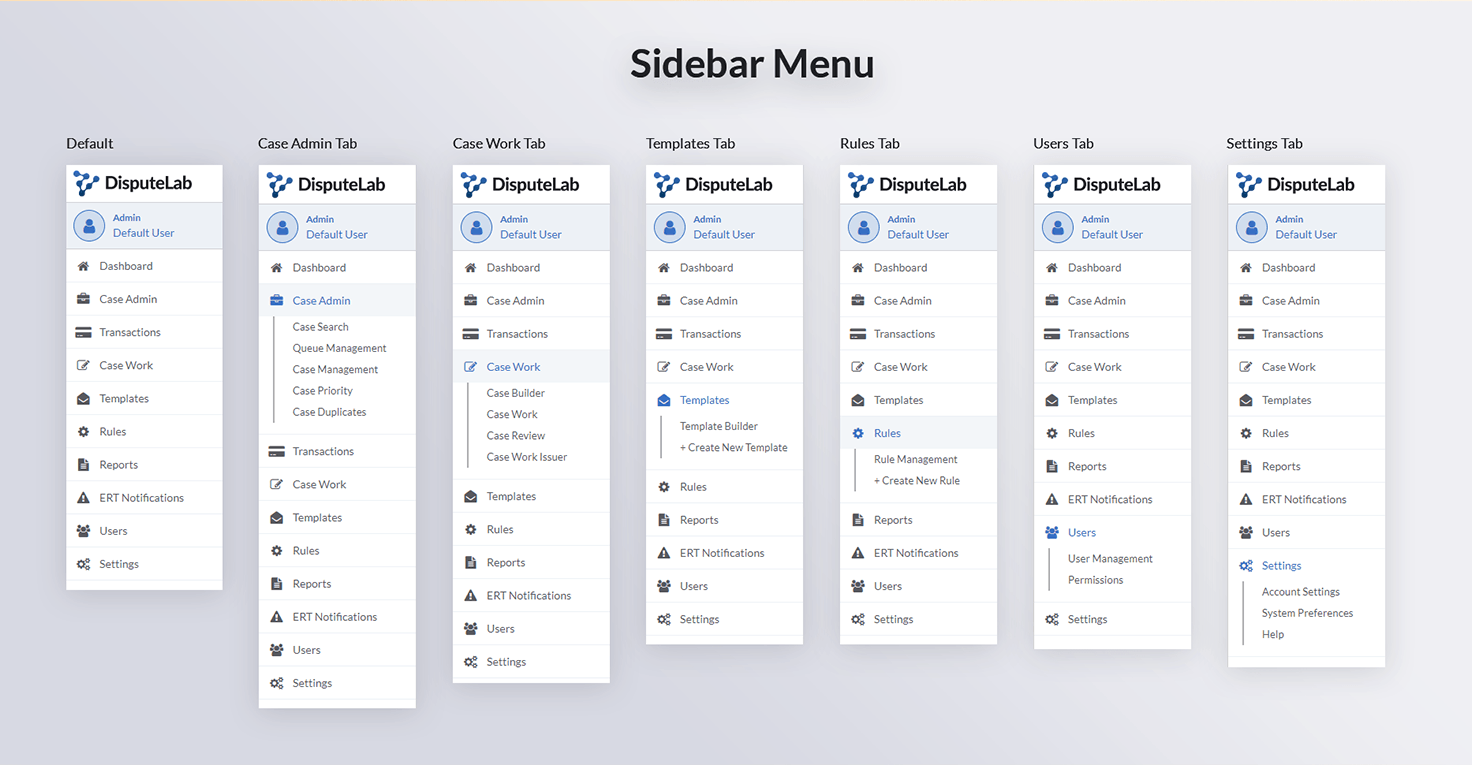 Sidebar Menu
Default
DisputeLab
Admin
Default User
Dashboard
Case Admin
Transactions
Case Work
Templates
Rules
Reports
ERT Notifications
Users
Settings
Case Admin Tab
DisputeLab
Admin
Default User
Dashboard
Case Admin
Case Search
Queue Management
Case Management
Case Priority
Case Duplicates
Transactions
Case Work
Templates
Rules
Reports
ERT Notifications
Users
Settings
Case Work Tab
DisputeLab
Admin
Default User
Dashboard
Case Admin
Transactions
Case Work
Case Builder
Case Work
Case Review
Case Work Issuer
Templates
Rules
Reports
ERT Notifications
Users
Settings
Templates Tab
DisputeLab
Admin
Default User
Dashboard
Case Admin
Transactions
Case Work
Templates
Template Builder
+ Create New Template
Rules
Reports
ERT Notifications
Users
Settings
Rules Tab
DisputeLab
Admin
Default User
Dashboard
Case Admin
Transactions
Case Work
Templates
Rules
Rule Management
+ Create New Rule
Reports
ERT Notifications
Users
Settings
Users Tab
DisputeLab
Admin
Default User
Dashboard
Case Admin
Transactions
Case Work
Templates
Rules
Reports
ERT Notifications
Users
User Management
Permissions
Settings
Settings Tab
DisputeLab
Admin
Default User
Dashboard
Case Admin
Transactions
Case Work
Templates
Rules
Reports
ERT Notifications
Users
Settings
Account Settings
System Preferences
Help